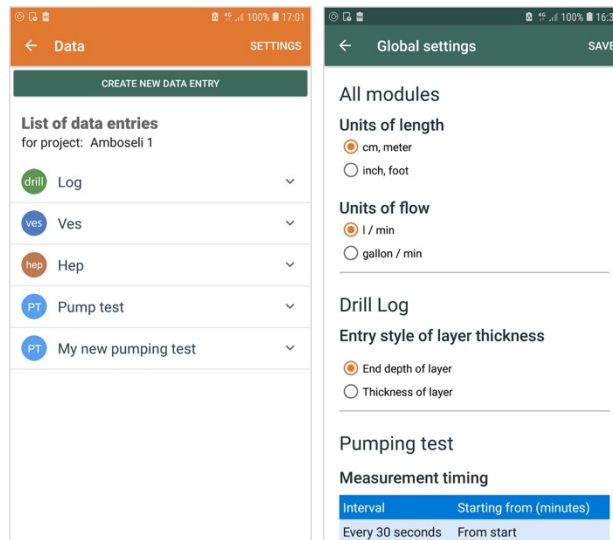 100% 17:01
Data
SETTINGS
CREATE NEW DATA ENTRY
List of data entries
for project: Amboseli 1
drill Log
ves Ves
hep Hep
PT Pump test
PT My new pumping test
100% 16:3
Global settings
SAVE
All modules
Units of length
cm, meter
inch, foot
Units of flow
l / min
gallon / min
Drill Log
Entry style of layer thickness
End depth of layer
Thickness of layer
Pumping test
Measurement timing
Interval Starting from (minutes)
Every 30 seconds From start